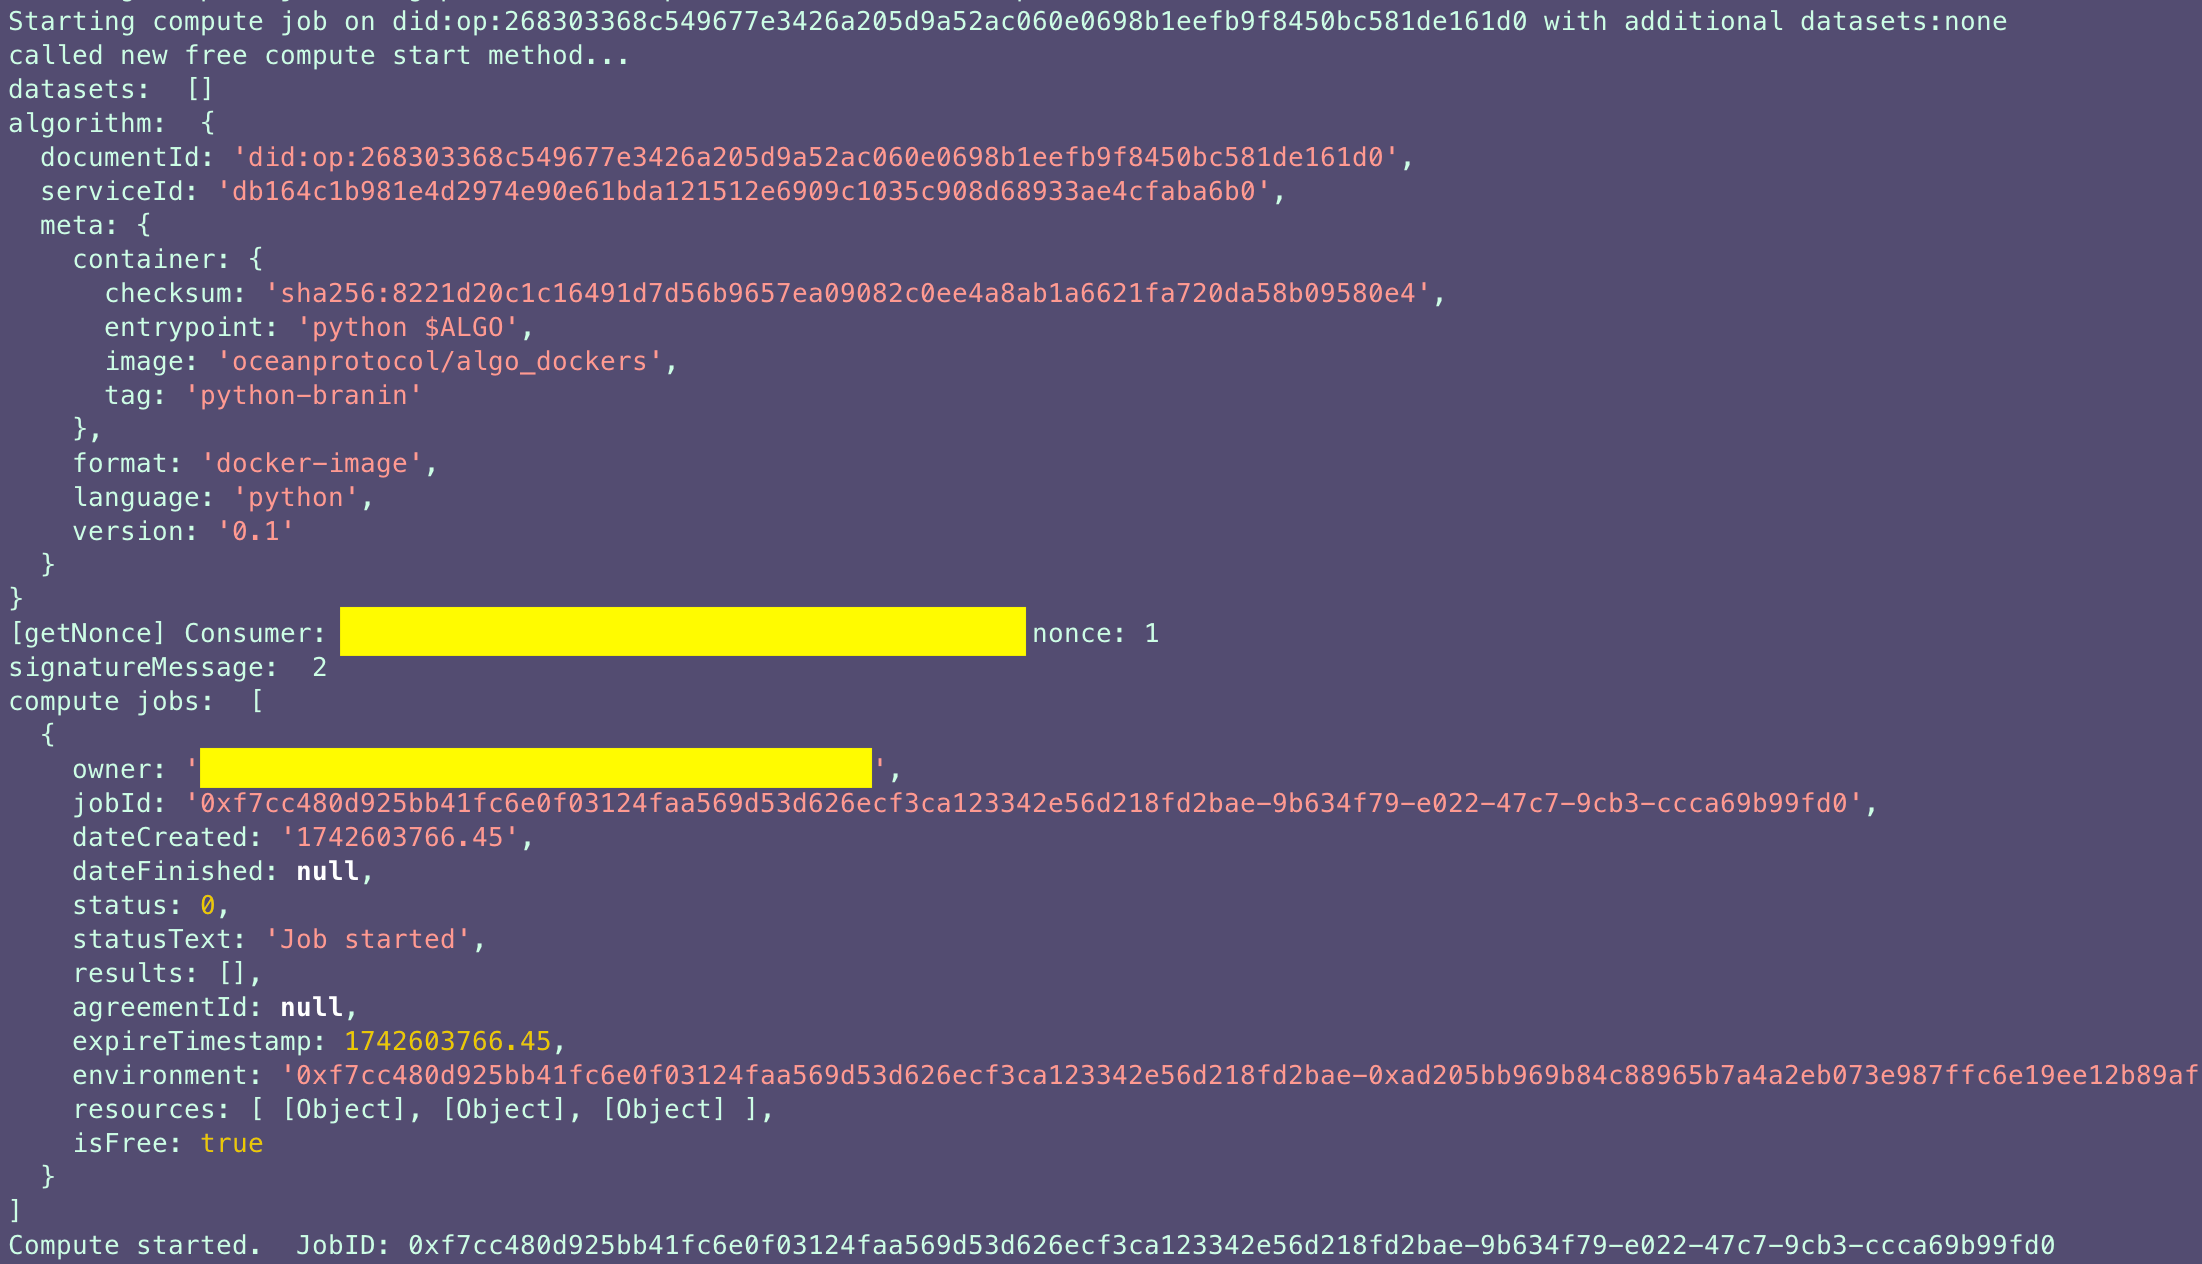 Starting compute job on did:op:268303368c549677e3426a205d9a52ac060e0698b1eefb9f8450bc581de161d0 with additional datasets:none
called new free compute start method...
datasets:  []
algorithm:  {
  documentId: 'did:op:268303368c549677e3426a205d9a52ac060e0698b1eefb9f8450bc581de161d0',
  serviceId: 'db164c1b981e4d2974e90e61bda121512e6909c1035c908d68933ae4cfaba6b0',
  meta: {
    container: {
      checksum: 'sha256:8221d20c1c16491d7d56b9657ea09082c0ee4a8ab1a6621fa720da58b09580e4',
      entrypoint: 'python $ALGO',
      image: 'oceanprotocol/algo_dockers',
      tag: 'python-branin'
    },
    format: 'docker-image',
    language: 'python',
    version: '0.1'
  }
}
[getNonce] Consumer: nonce: 1
signatureMessage:  2
compute jobs:  [
  {
    owner: '',
    jobId: '0xf7cc480d925bb41fc6e0f03124faa569d53d626ecf3ca123342e56d218fd2bae-9b634f79-e022-47c7-9cb3-ccca69b99fd0',
    dateCreated: '1742603766.45',
    dateFinished: null,
    status: 0,
    statusText: 'Job started',
    results: [],
    agreementId: null,
    expireTimestamp: 1742603766.45,
    environment: '0xf7cc480d925bb41fc6e0f03124faa569d53d626ecf3ca123342e56d218fd2bae-0xad205bb969b84c88965b7a4a2eb073e987ffc6e19ee12b89af
    resources: [ [Object], [Object], [Object] ],
    isFree: true
  }
]
Compute started.  JobID: 0xf7cc480d925bb41fc6e0f03124faa569d53d626ecf3ca123342e56d218fd2bae-9b634f79-e022-47c7-9cb3-ccca69b99fd0